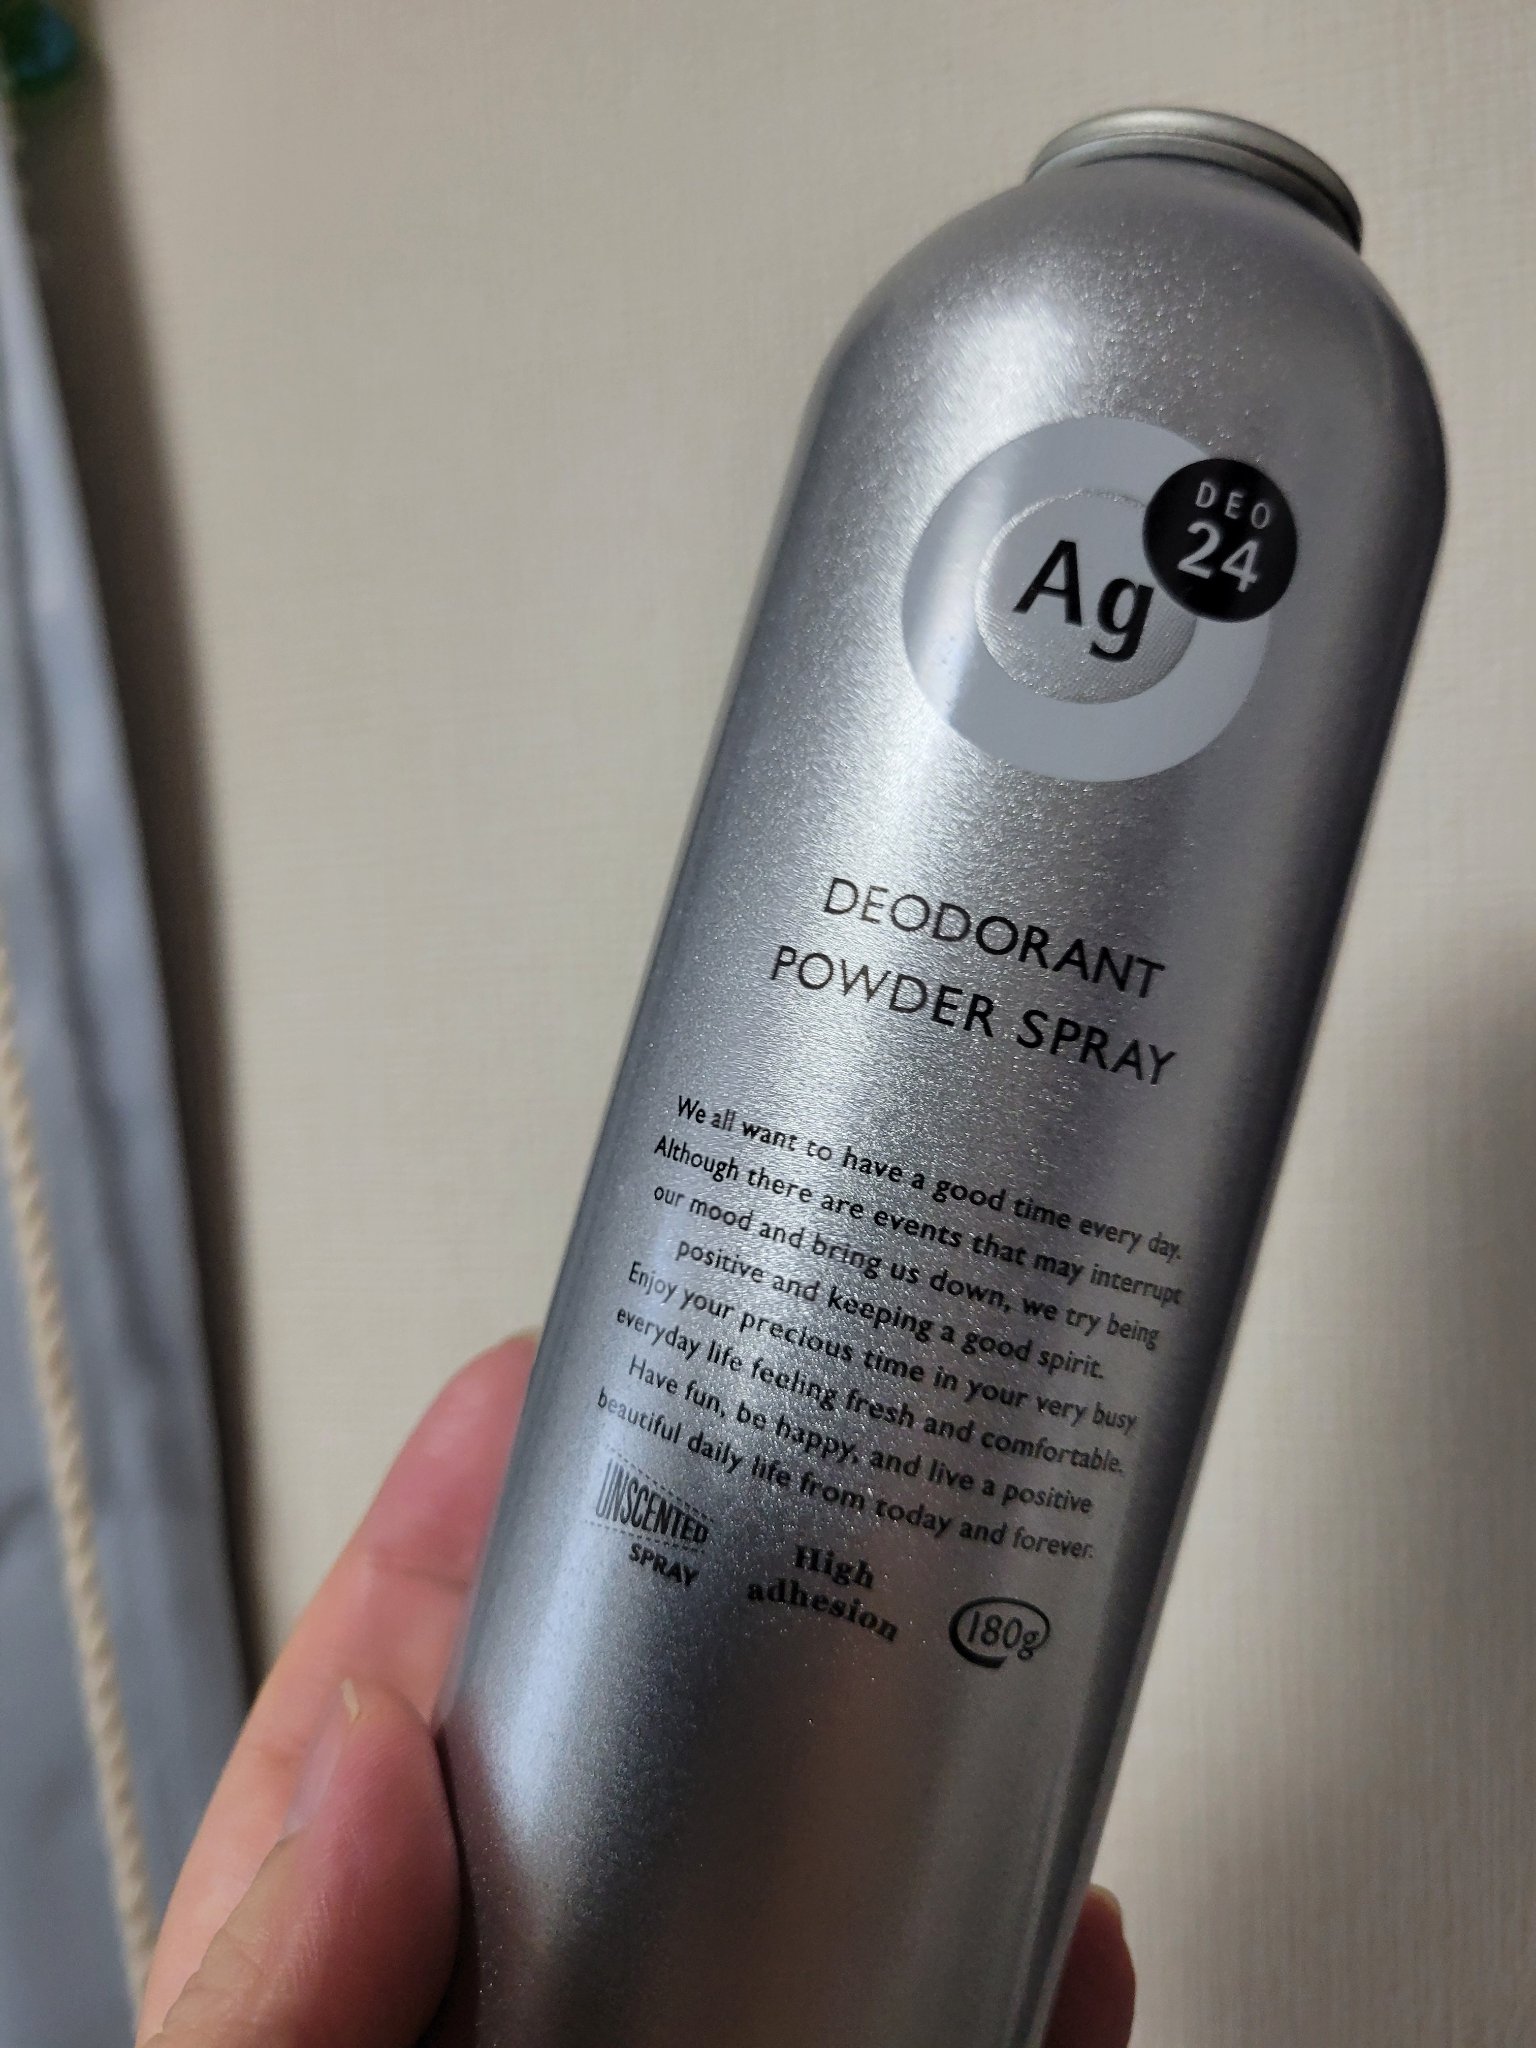 Ag
DEO
24
DEODORANT
POWDER SPRAY
We all want to have a good time every day.
Although there are events that may interrupt
our mood and bring us down, we try being
positive and keeping a good spirit.
Enjoy your precious time in your very busy
everyday life feeling fresh and comfortable.
Have fun, be happy, and live a positive
beautiful daily life from today and forever.
UNSCENTED
SPRAY
High
adhesion
180g